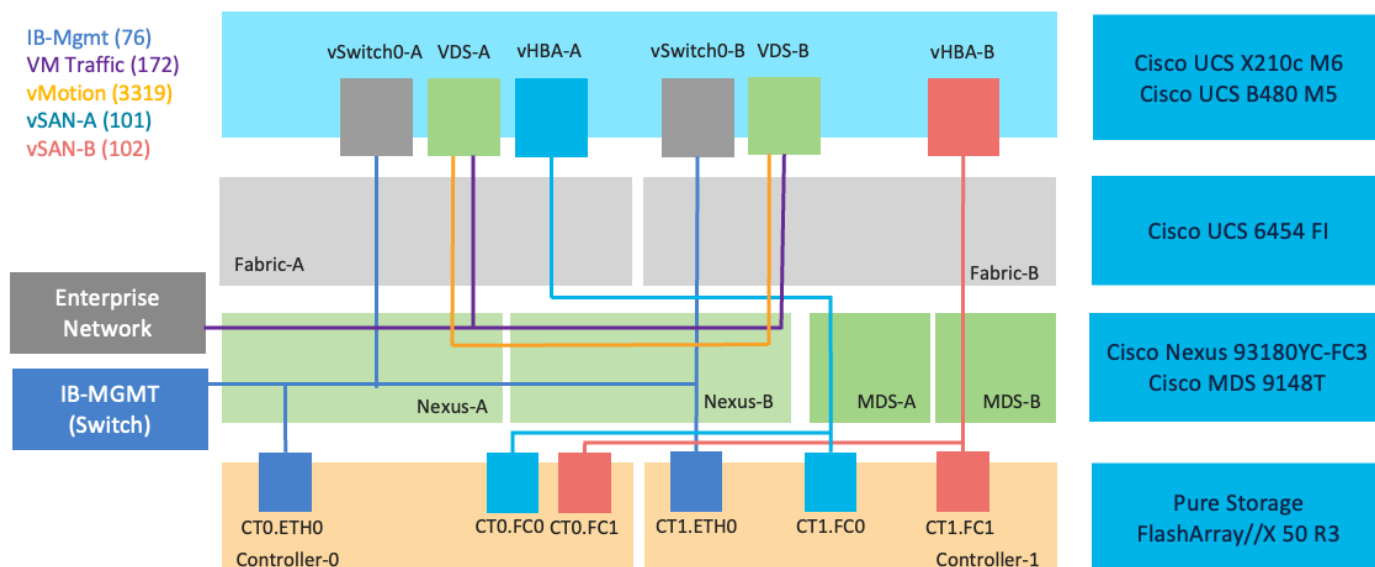 IB-Mgmt (76)
VM Traffic (172)
vMotion (3319)
vSAN-A (101)
vSAN-B (102)
vSwitch0-A
VDS-A
vHBA-A
vSwitch0-B
VDS-B
vHBA-B
Cisco UCS X210c M6
Cisco UCS B480 M5
Fabric-A
Fabric-B
Cisco UCS 6454 FI
Enterprise
Network
IB-MGMT
(Switch)
Nexus-A
Nexus-B
MDS-A
MDS-B
Cisco Nexus 93180YC-FC3
Cisco MDS 9148T
CT0.ETH0
CT0.FC0
CT0.FC1
CT1.ETH0
CT1.FC0
CT1.FC1
Controller-0
Controller-1
Pure Storage
FlashArray//X 50 R3